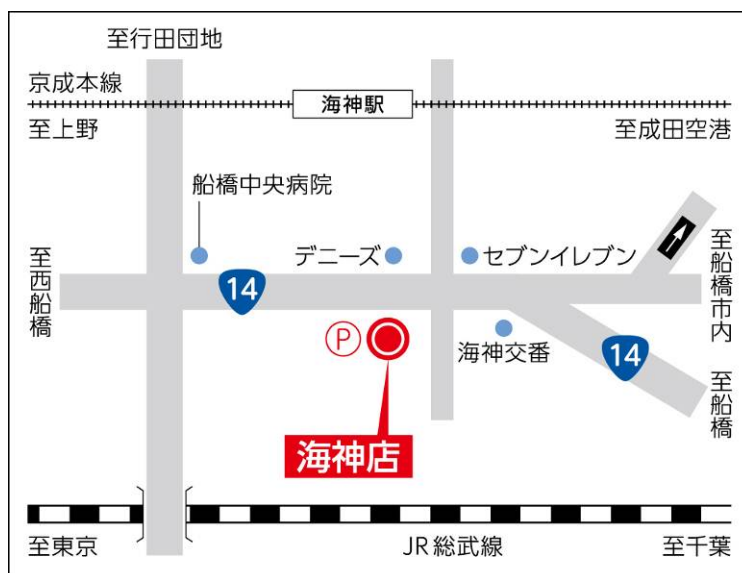 至行田団地
京成本線
海神駅
至上野
至成田空港
船橋中央病院
デニーズ
セブンイレブン
至西船橋
至船橋市内
14
P
海神交番
14
至船橋
海神店
至東京
JR総武線
至千葉